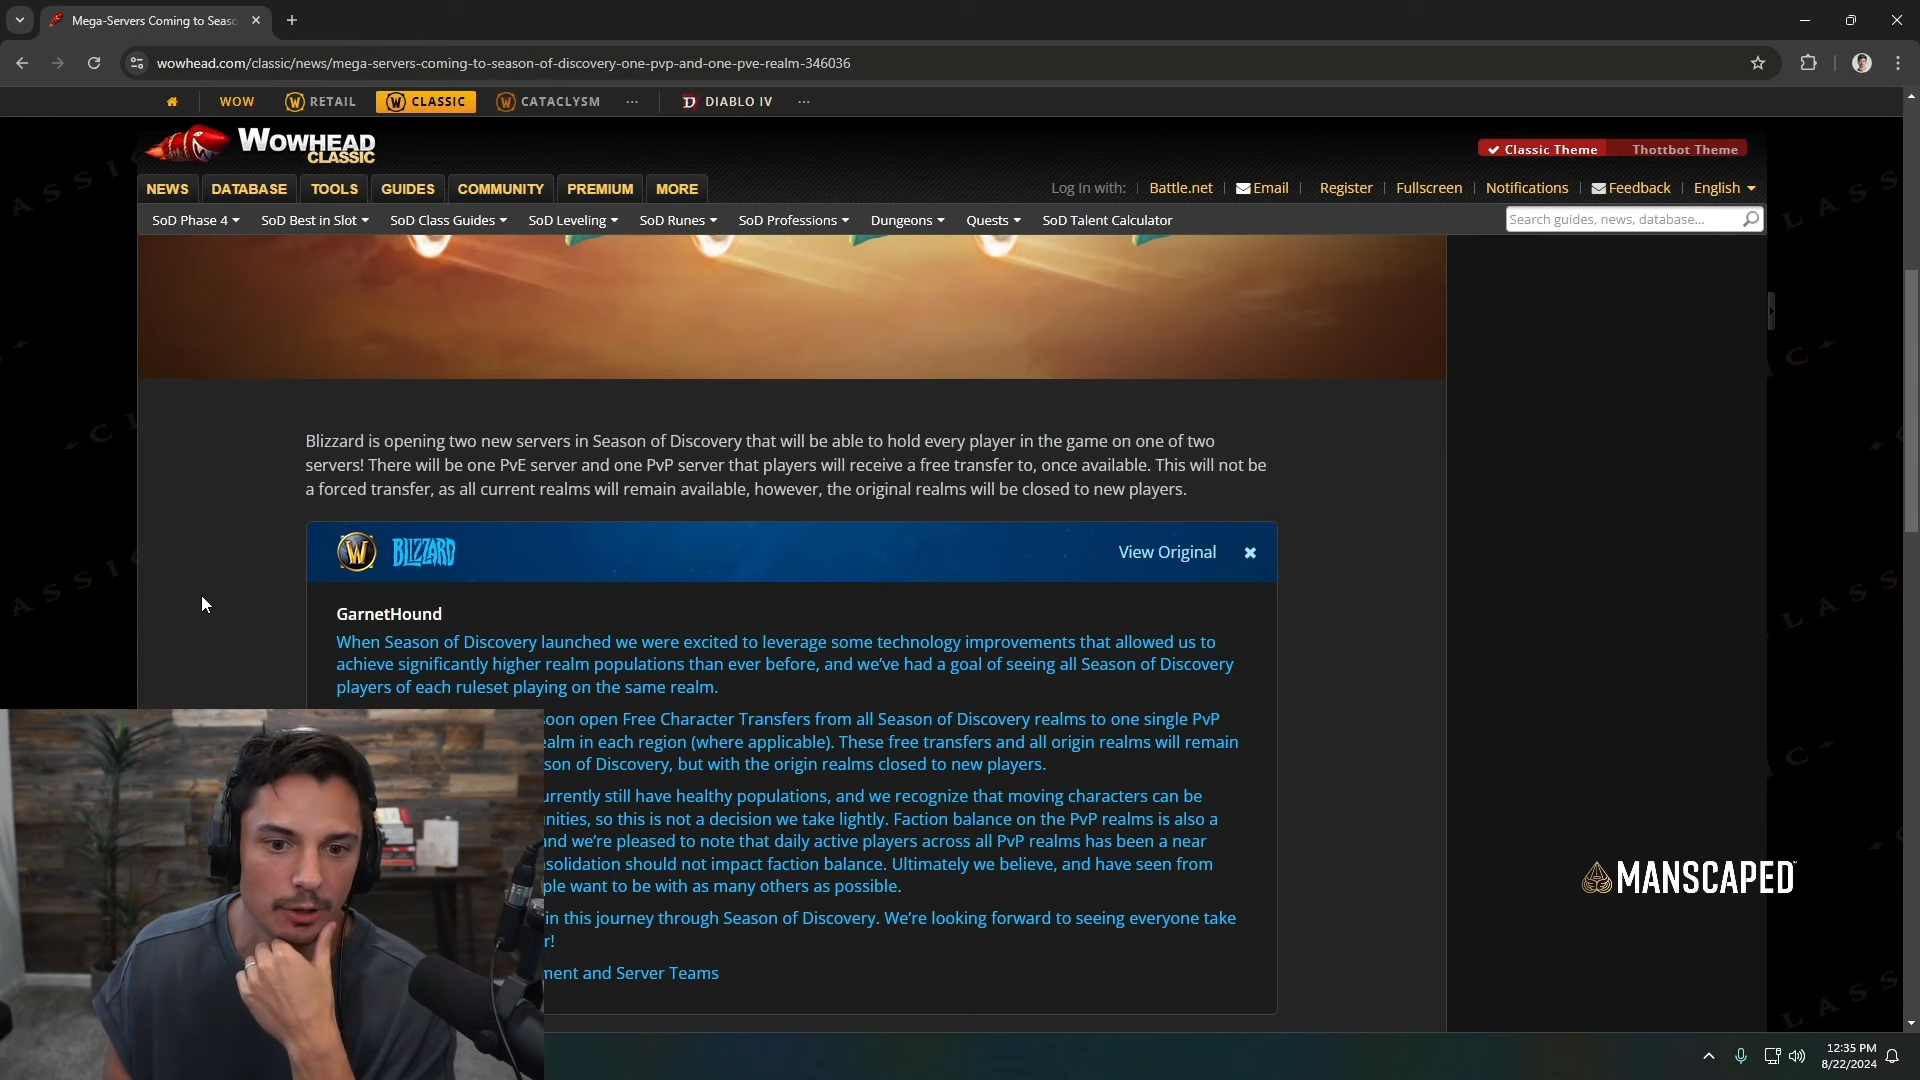 Mega-Servers Coming to Seaso
wowhead.com/classic/news/mega-servers-coming-to-season-of-discovery-one-pvp-and-one-pve-realm-346036
WOW RETAIL CLASSIC CATACLYSM ... DIABLO IV ...
WOWHEAD
CLASSIC
Classic Theme Thottbot Theme
NEWS DATABASE TOOLS GUIDES COMMUNITY PREMIUM MORE
Log In with: Battle.net Email Register Fullscreen Notifications Feedback English
SoD Phase 4 SoD Best in Slot SoD Class Guides SoD Leveling SoD Runes SoD Professions Dungeons Quests SoD Talent Calculator
Search guides, news, database...
Blizzard is opening two new servers in Season of Discovery that will be able to hold every player in the game on one of two
servers! There will be one PvE server and one PvP server that players will receive a free transfer to, once available. This will not be
a forced transfer, as all current realms will remain available, however, the original realms will be closed to new players.
BLIZZARD
View Original
GarnetHound
When Season of Discovery launched we were excited to leverage some technology improvements that allowed us to
achieve significantly higher realm populations than ever before, and we've had a goal of seeing all Season of Discovery
players of each ruleset playing on the same realm.
soon open Free Character Transfers from all Season of Discovery realms to one single PvP
ealm in each region (where applicable). These free transfers and all origin realms will remain
son of Discovery, but with the origin realms closed to new players.
urrently still have healthy populations, and we recognize that moving characters can be
unities, so this is not a decision we take lightly. Faction balance on the PvP realms is also a
and we're pleased to note that daily active players across all PvP realms has been a near
nsolidation should not impact faction balance. Ultimately we believe, and have seen from
ple want to be with as many others as possible.
in this journey through Season of Discovery. We're looking forward to seeing everyone take
r!
ment and Server Teams
MANSCAPED
12:35 PM
8/22/2024